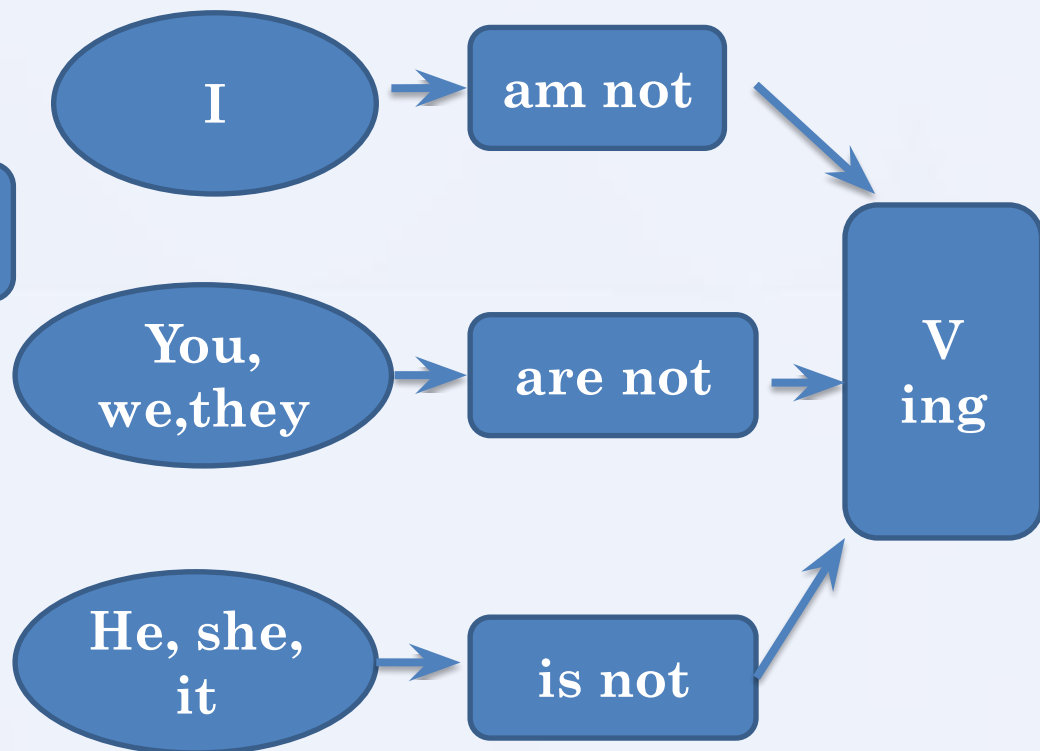 I
am not
You,
we,they
are not
V
ing
He, she,
it
is not